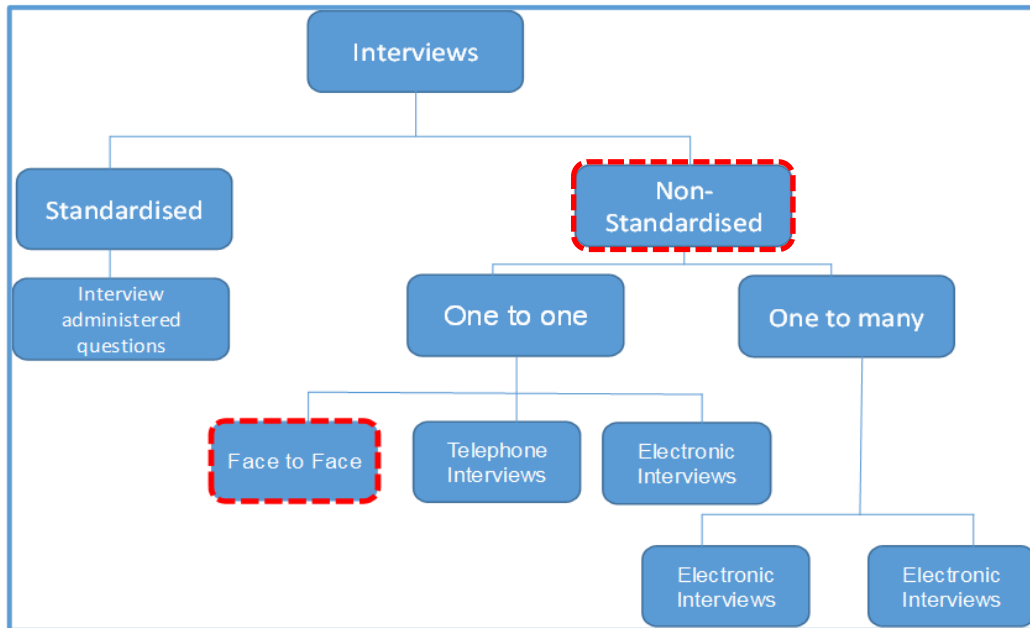 Interviews
Standardised
Non-
Standardised
Interview
administered
questions
One to one
One to many
Face to Face
Telephone
Interviews
Electronic
Interviews
Electronic
Interviews
Electronic
Interviews